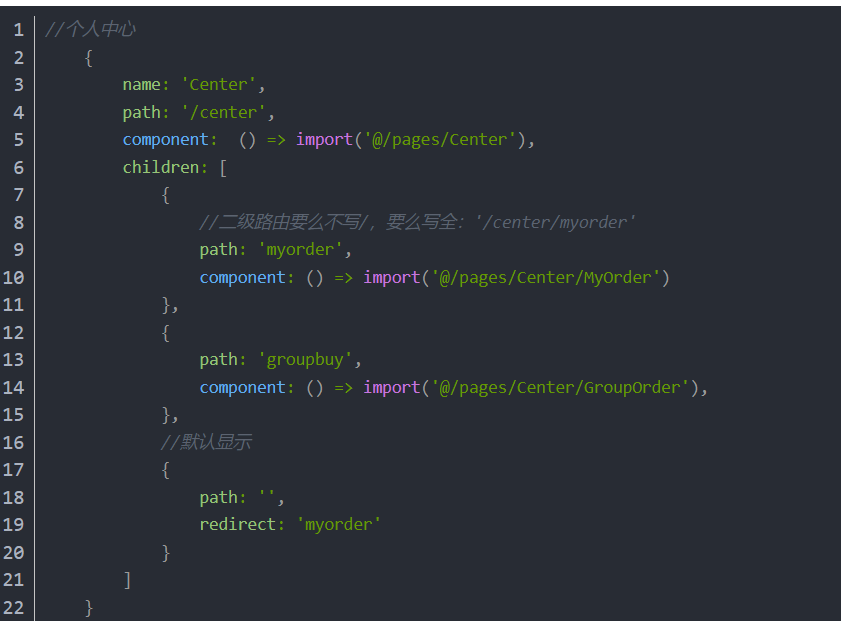 1 //个人中心
2     {
3         name: 'Center',
4         path: '/center',
5         component:  () => import('@/pages/Center'),
6         children: [
7             {
8                 //二级路由要么不写/，要么写全：'/center/myorder'
9                 path: 'myorder',
10                 component: () => import('@/pages/Center/MyOrder')
11             },
12             {
13                 path: 'groupbuy',
14                 component: () => import('@/pages/Center/GroupOrder'),
15             },
16             //默认显示
17             {
18                 path: '',
19                 redirect: 'myorder'
20             }
21         ]
22     }